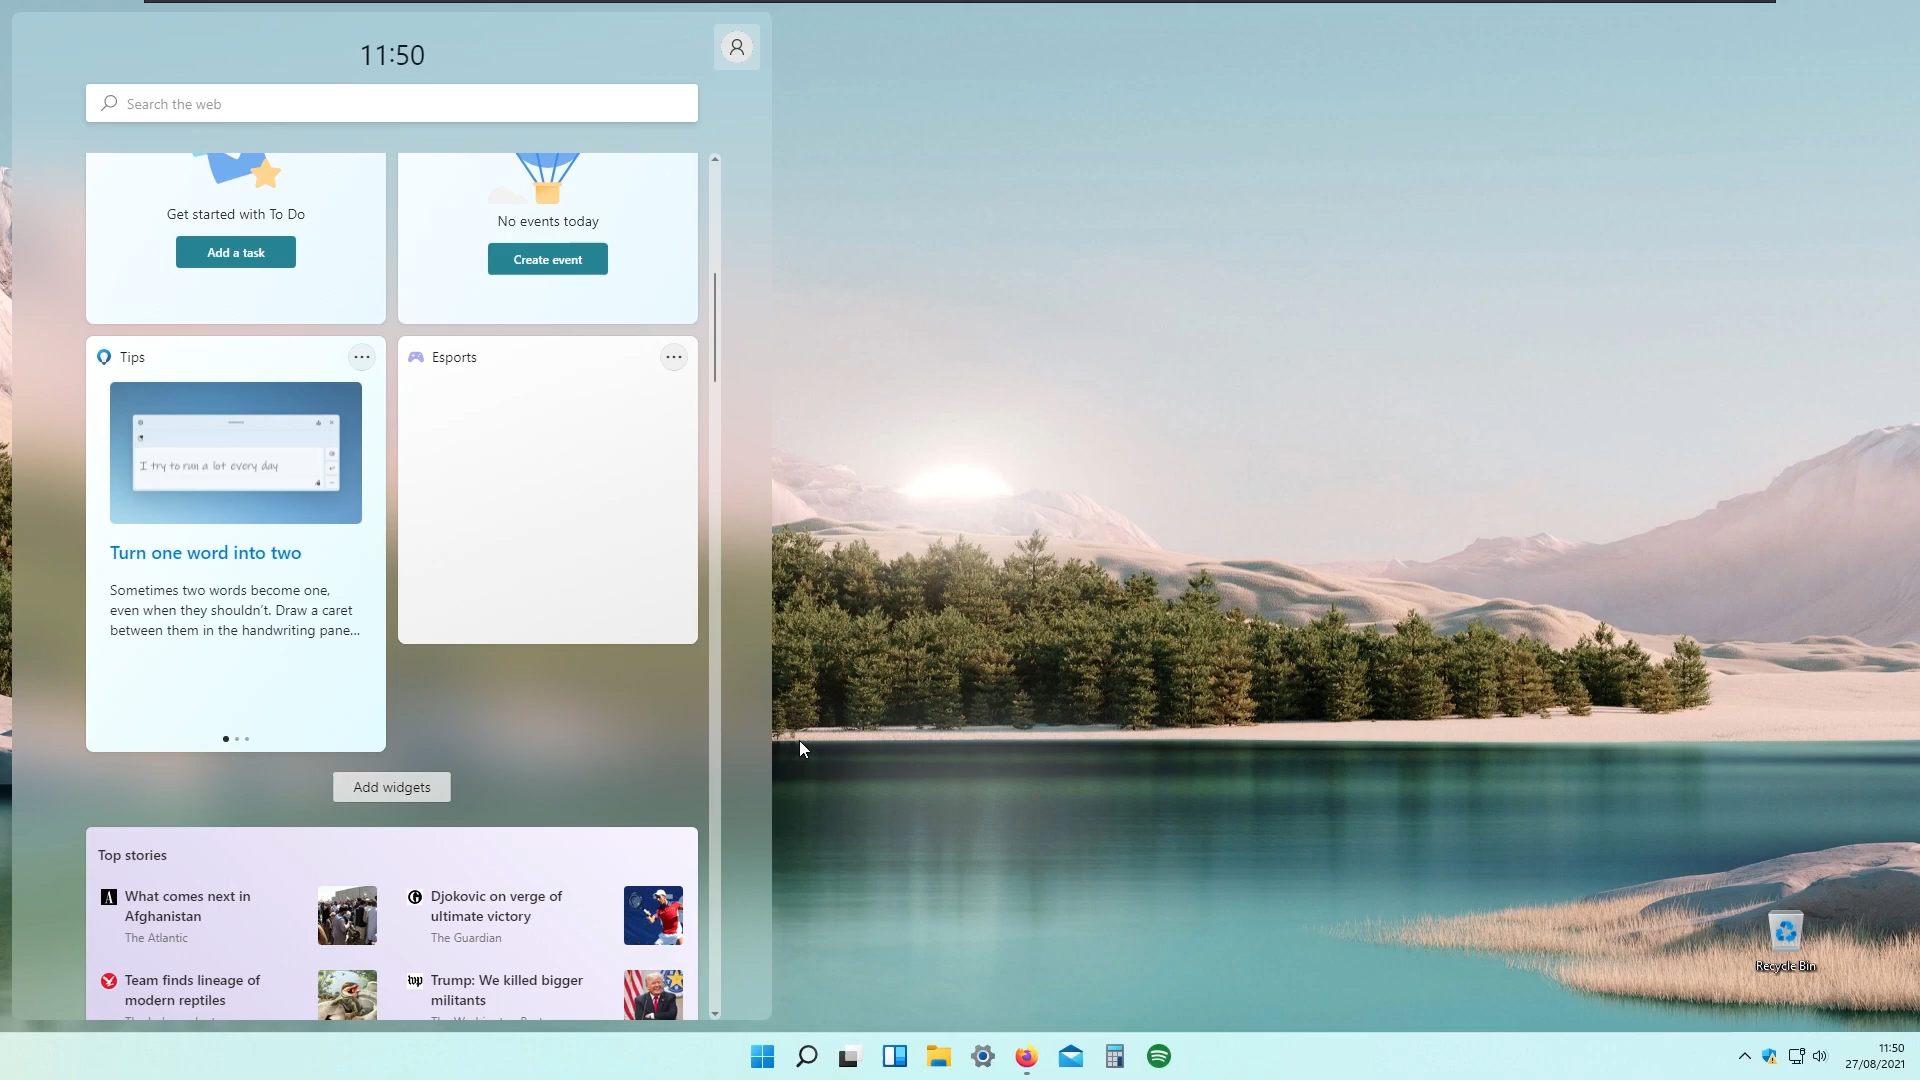 11:50
Search the web
Get started with To Do
Add a task
No events today
Create event
Tips
Esports
I try to run a lot every day
Turn one word into two
Sometimes two words become one,
even when they shouldn't. Draw a caret
between them in the handwriting pane...
Add widgets
Top stories
What comes next in
Afghanistan
The Atlantic
Djokovic on verge of
ultimate victory
The Guardian
Team finds lineage of
modern reptiles
Trump: We killed bigger
militants
Recycle Bin
11:50
27/08/2021